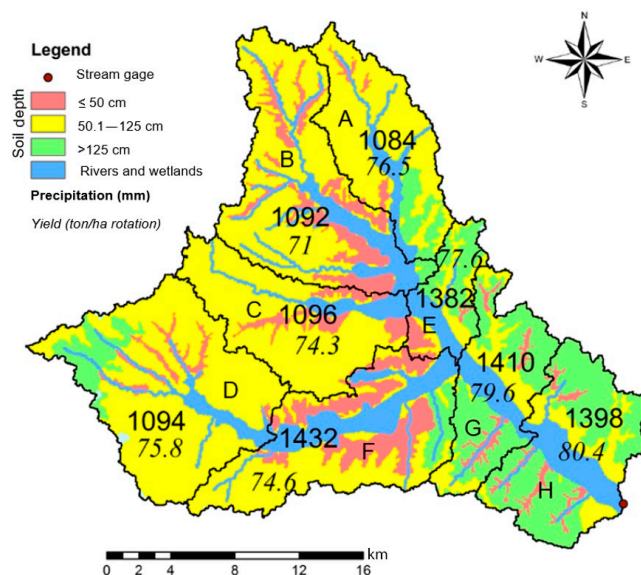 Legend
Stream gage
Soil depth
≤ 50 cm
50.1—125 cm
>125 cm
Rivers and wetlands
Precipitation (mm)
Yield (ton/ha rotation)
N
W E
S
A
1084
76.5
B
1092
71
77.6
1382
E
C
1096
74.3
1410
79.6
G
D
1094
75.8
1432
F
74.6
1398
80.4
H
0 2 4 8 12 16 km